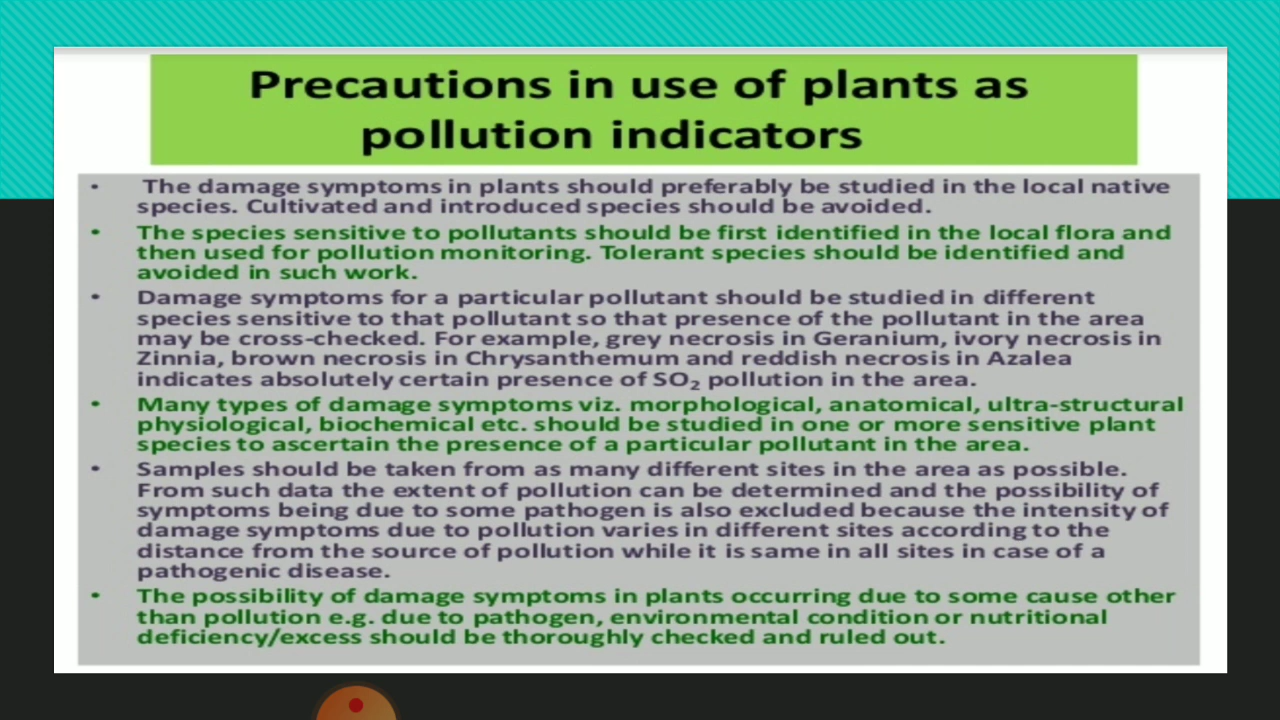 Precautions in use of plants as
pollution indicators
• The damage symptoms in plants should preferably be studied in the local native
species. Cultivated and introduced species should be avoided.
• The species sensitive to pollutants should be first identified in the local flora and
then used for pollution monitoring. Tolerant species should be identified and
avoided in such work.
• Damage symptoms for a particular pollutant should be studied in different
species sensitive to that pollutant so that presence of the pollutant in the area
may be cross-checked. For example, grey necrosis in Geranium, ivory necrosis in
Zinnia, brown necrosis in Chrysanthemum and reddish necrosis in Azalea
indicates absolutely certain presence of SO₂ pollution in the area.
• Many types of damage symptoms viz. morphological, anatomical, ultra-structural
physiological, biochemical etc. should be studied in one or more sensitive plant
species to ascertain the presence of a particular pollutant in the area.
• Samples should be taken from as many different sites in the area as possible.
From such data the extent of pollution can be determined and the possibility of
symptoms being due to some pathogen is also excluded because the intensity of
damage symptoms due to pollution varies in different sites according to the
distance from the source of pollution while it is same in all sites in case of a
pathogenic disease.
• The possibility of damage symptoms in plants occurring due to some cause other
than pollution e.g. due to pathogen, environmental condition or nutritional
deficiency/excess should be thoroughly checked and ruled out.